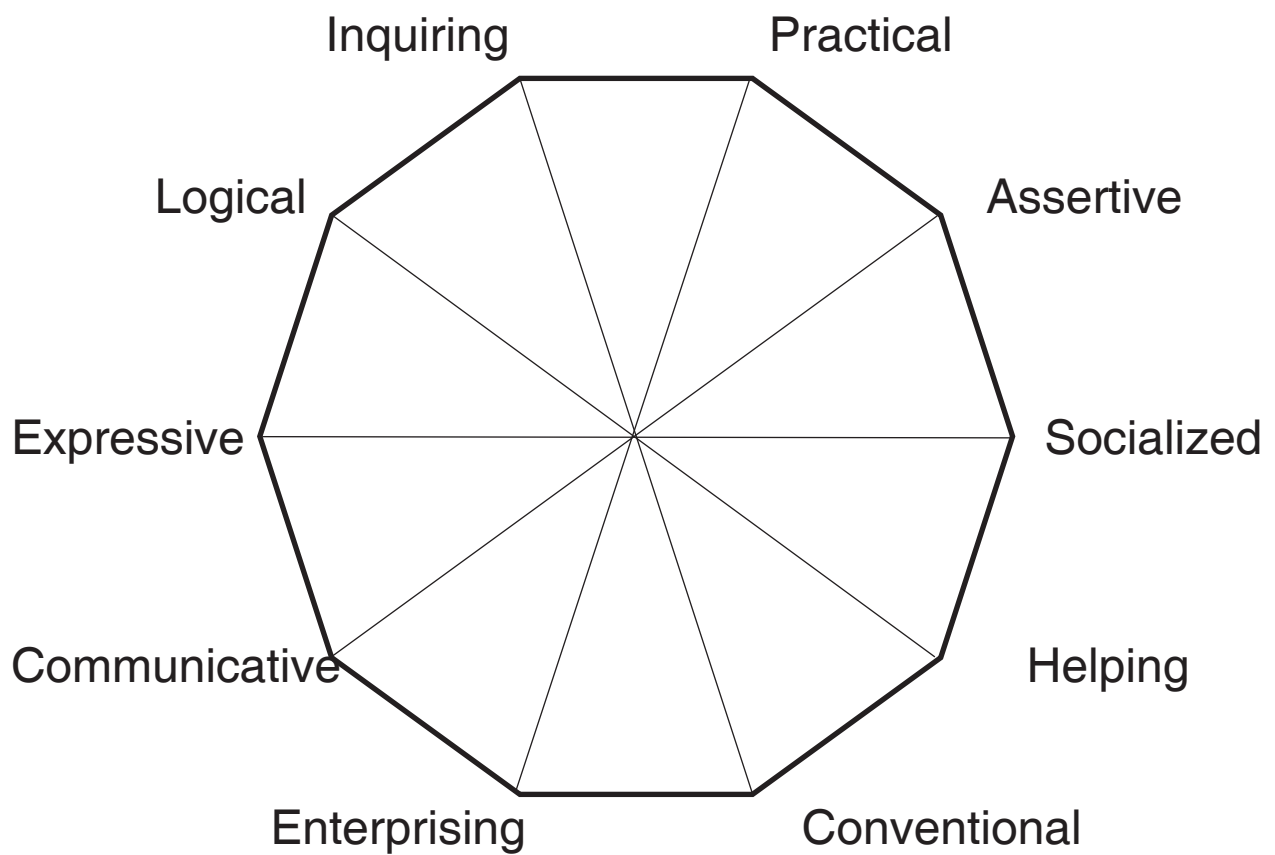 Inquiring
Practical
Logical
Assertive
Expressive
Socialized
Communicative
Helping
Enterprising
Conventional